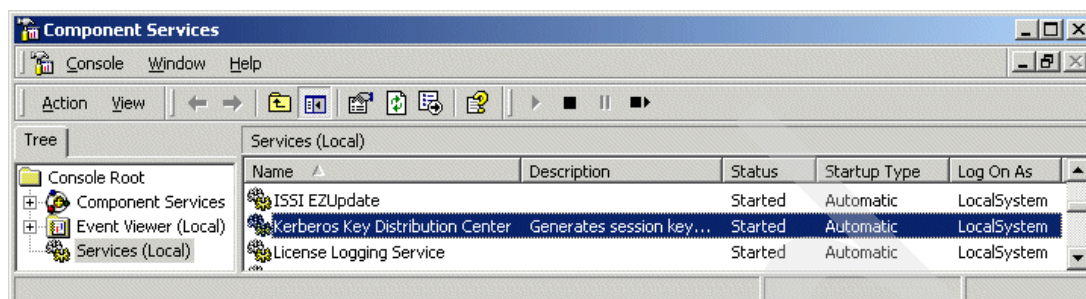 Component Services
Console Window Help
Action View
Tree
Services (Local)
Console Root
Component Services
Event Viewer (Local)
Services (Local)
Name Description Status Startup Type Log On As
ISSI EZUpdate Started Automatic LocalSystem
Kerberos Key Distribution Center Generates session key... Started Automatic LocalSystem
License Logging Service Started Automatic LocalSystem